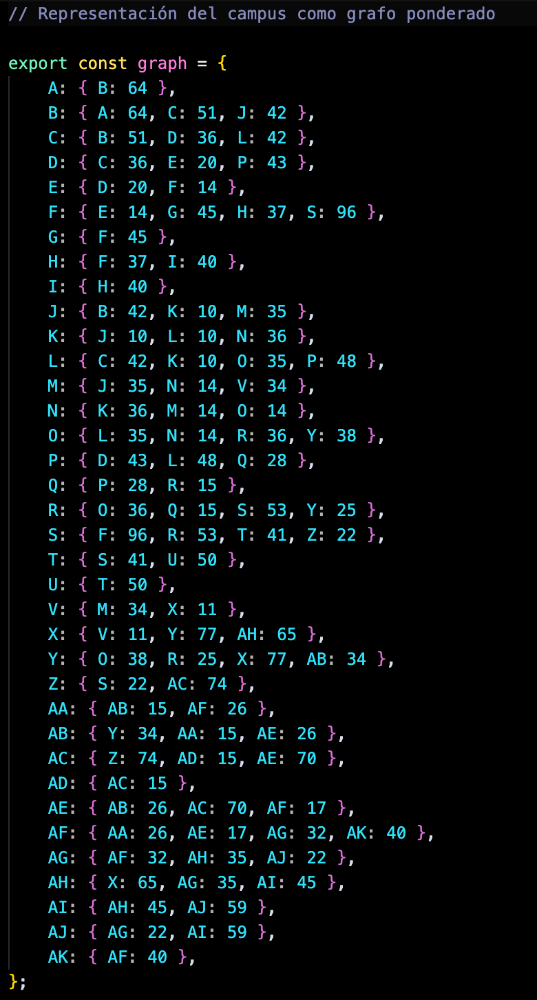 // Representación del campus como grafo ponderado
export const graph = {
A: { B: 64 },
B: { A: 64, C: 51, J: 42 },
C: { B: 51, D: 36, L: 42 },
D: { C: 36, E: 20, P: 43 },
E: { D: 20, F: 14 },
F: { E: 14, G: 45, H: 37, S: 96 },
G: { F: 45 },
H: { F: 37, I: 40 },
I: { H: 40 },
J: { B: 42, K: 10, M: 35 },
K: { J: 10, L: 10, N: 36 },
L: { C: 42, K: 10, O: 35, P: 48 },
M: { J: 35, N: 14, V: 34 },
N: { K: 36, M: 14, O: 14 },
O: { L: 35, N: 14, R: 36, Y: 38 },
P: { D: 43, L: 48, Q: 28 },
Q: { P: 28, R: 15 },
R: { O: 36, Q: 15, S: 53, Y: 25 },
S: { F: 96, R: 53, T: 41, Z: 22 },
T: { S: 41, U: 50 },
U: { T: 50 },
V: { M: 34, X: 11 },
X: { V: 11, Y: 77, AH: 65 },
Y: { O: 38, R: 25, X: 77, AB: 34 },
Z: { S: 22, AC: 74 },
AA: { AB: 15, AF: 26 },
AB: { Y: 34, AA: 15, AE: 26 },
AC: { Z: 74, AD: 15, AE: 70 },
AD: { AC: 15 },
AE: { AB: 26, AC: 70, AF: 17 },
AF: { AA: 26, AE: 17, AG: 32, AK: 40 },
AG: { AF: 32, AH: 35, AJ: 22 },
AH: { X: 65, AG: 35, AI: 45 },
AI: { AH: 45, AJ: 59 },
AJ: { AG: 22, AI: 59 },
AK: { AF: 40 },
};